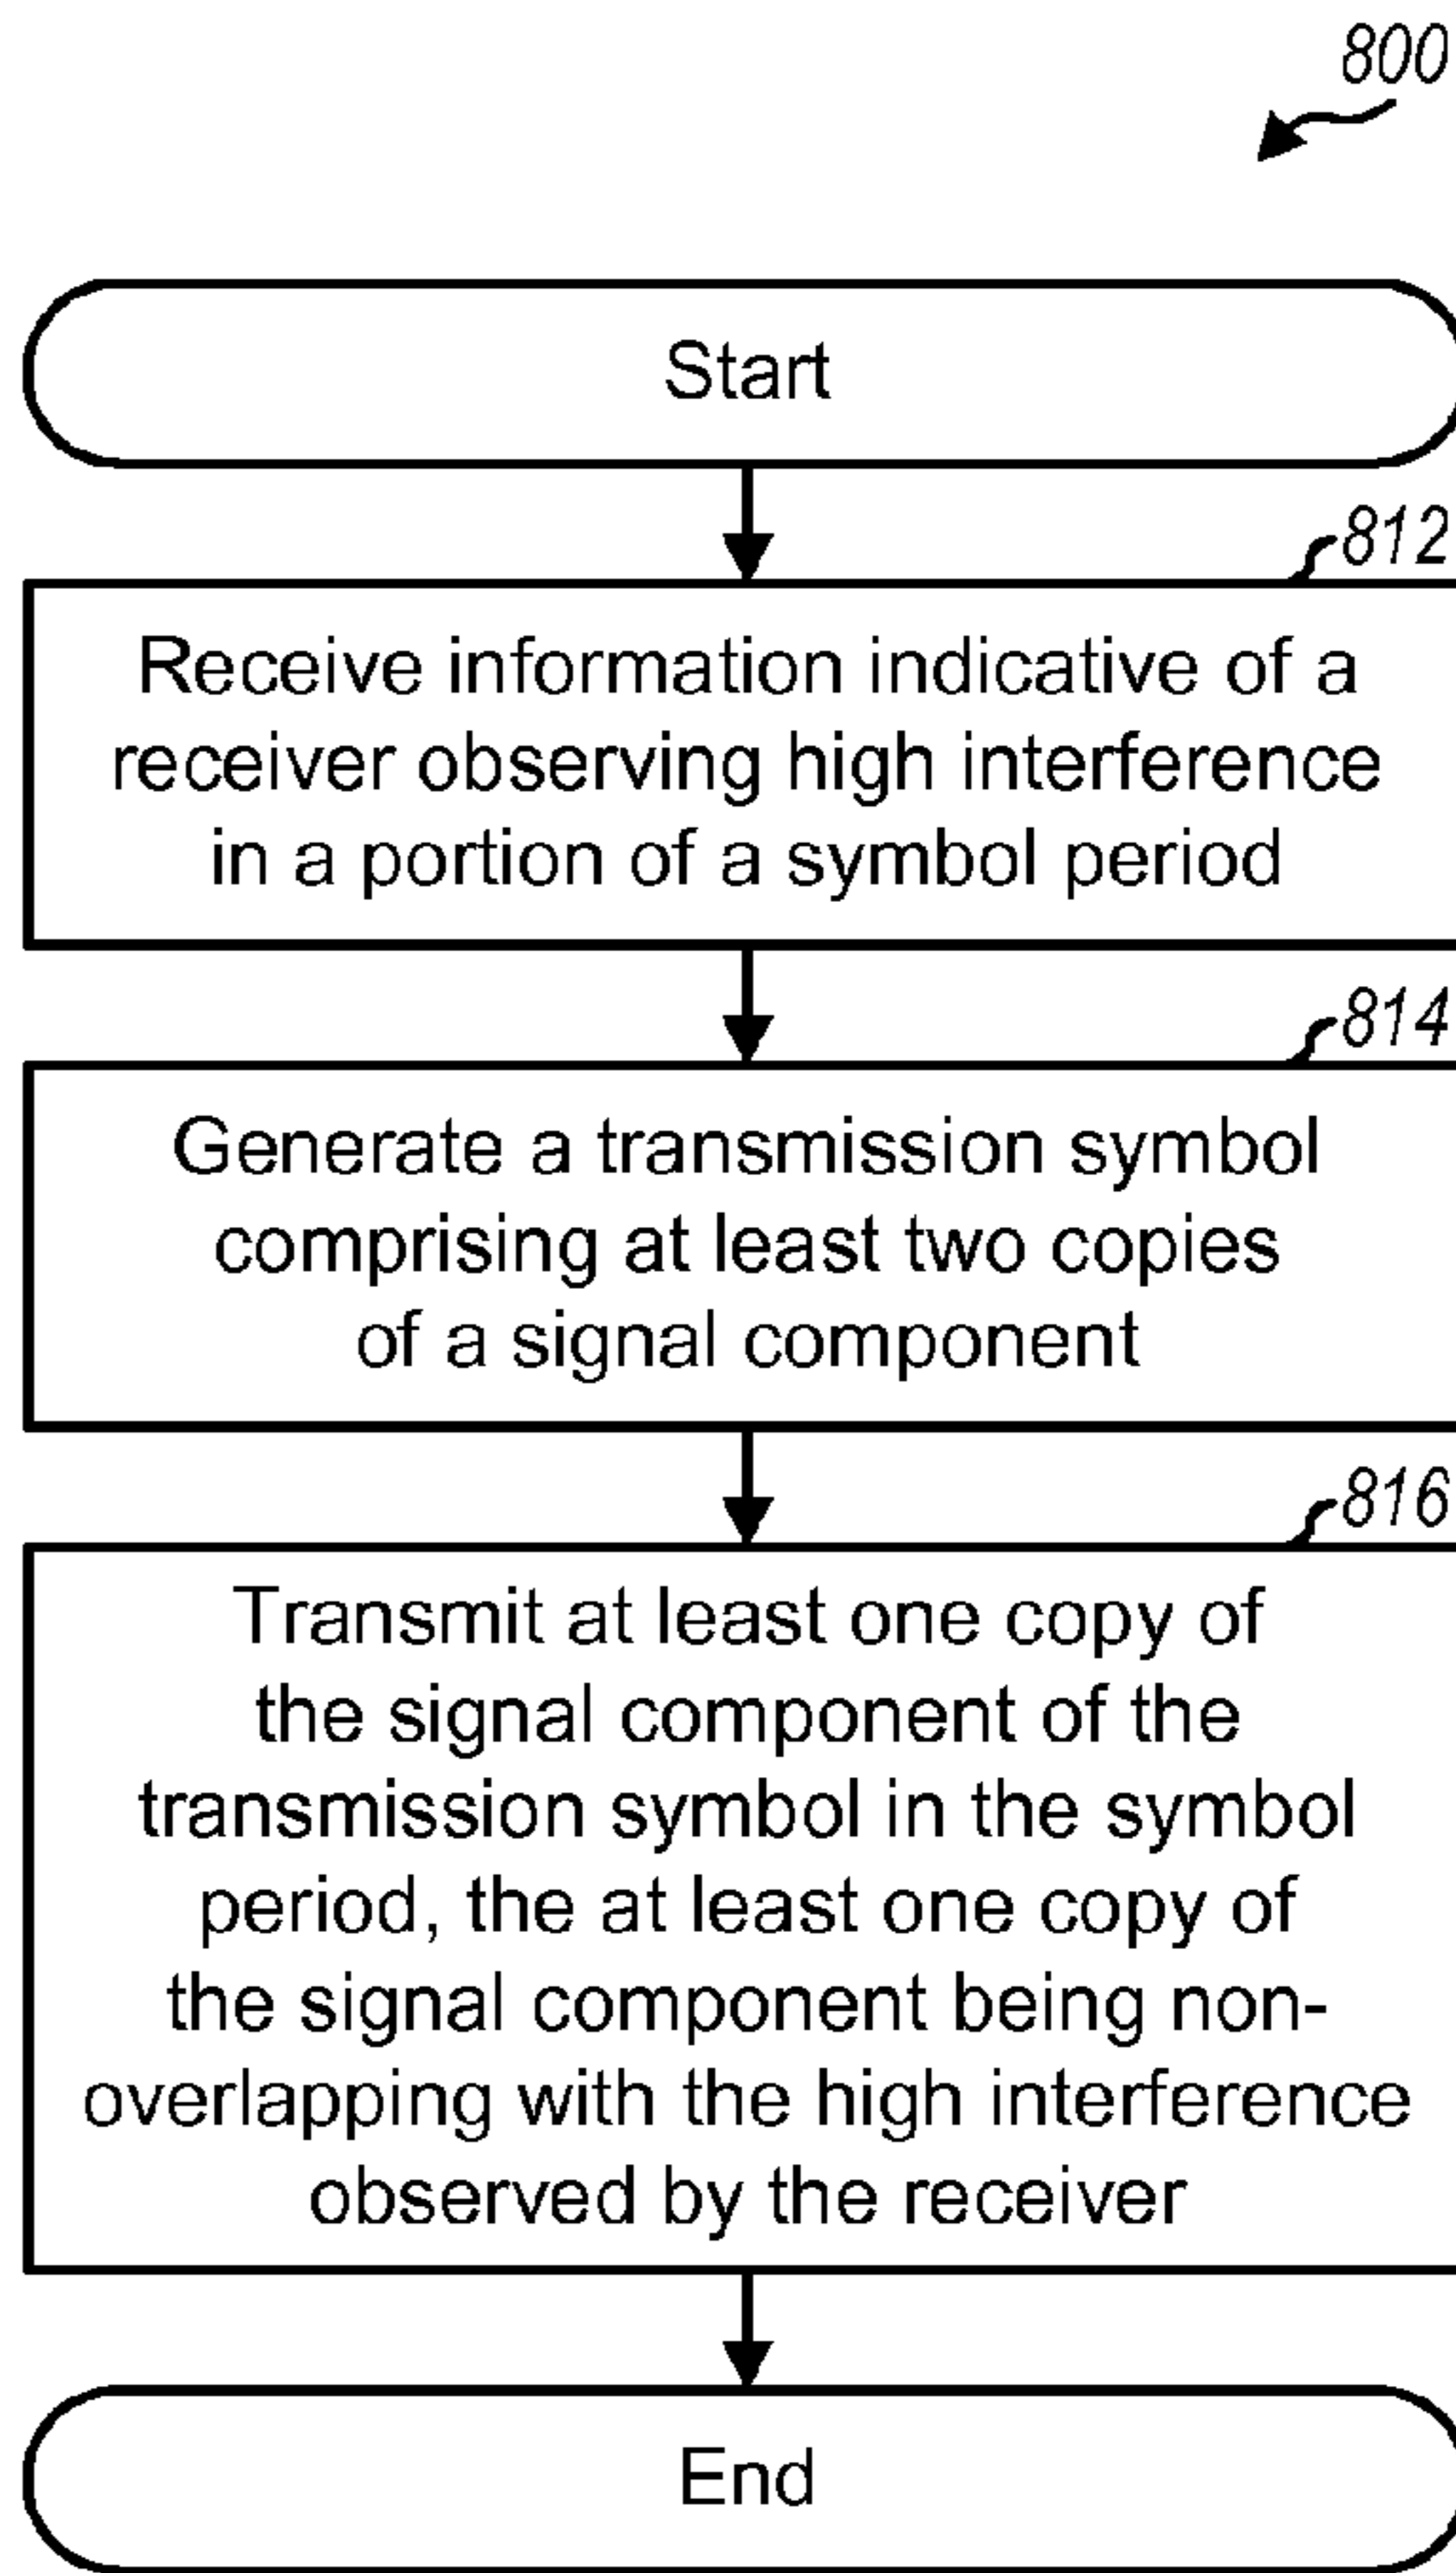 800
Start
812
Receive information indicative of a
receiver observing high interference
in a portion of a symbol period
814
Generate a transmission symbol
comprising at least two copies
of a signal component
816
Transmit at least one copy of
the signal component of the
transmission symbol in the symbol
period, the at least one copy of
the signal component being non-
overlapping with the high interference
observed by the receiver
End